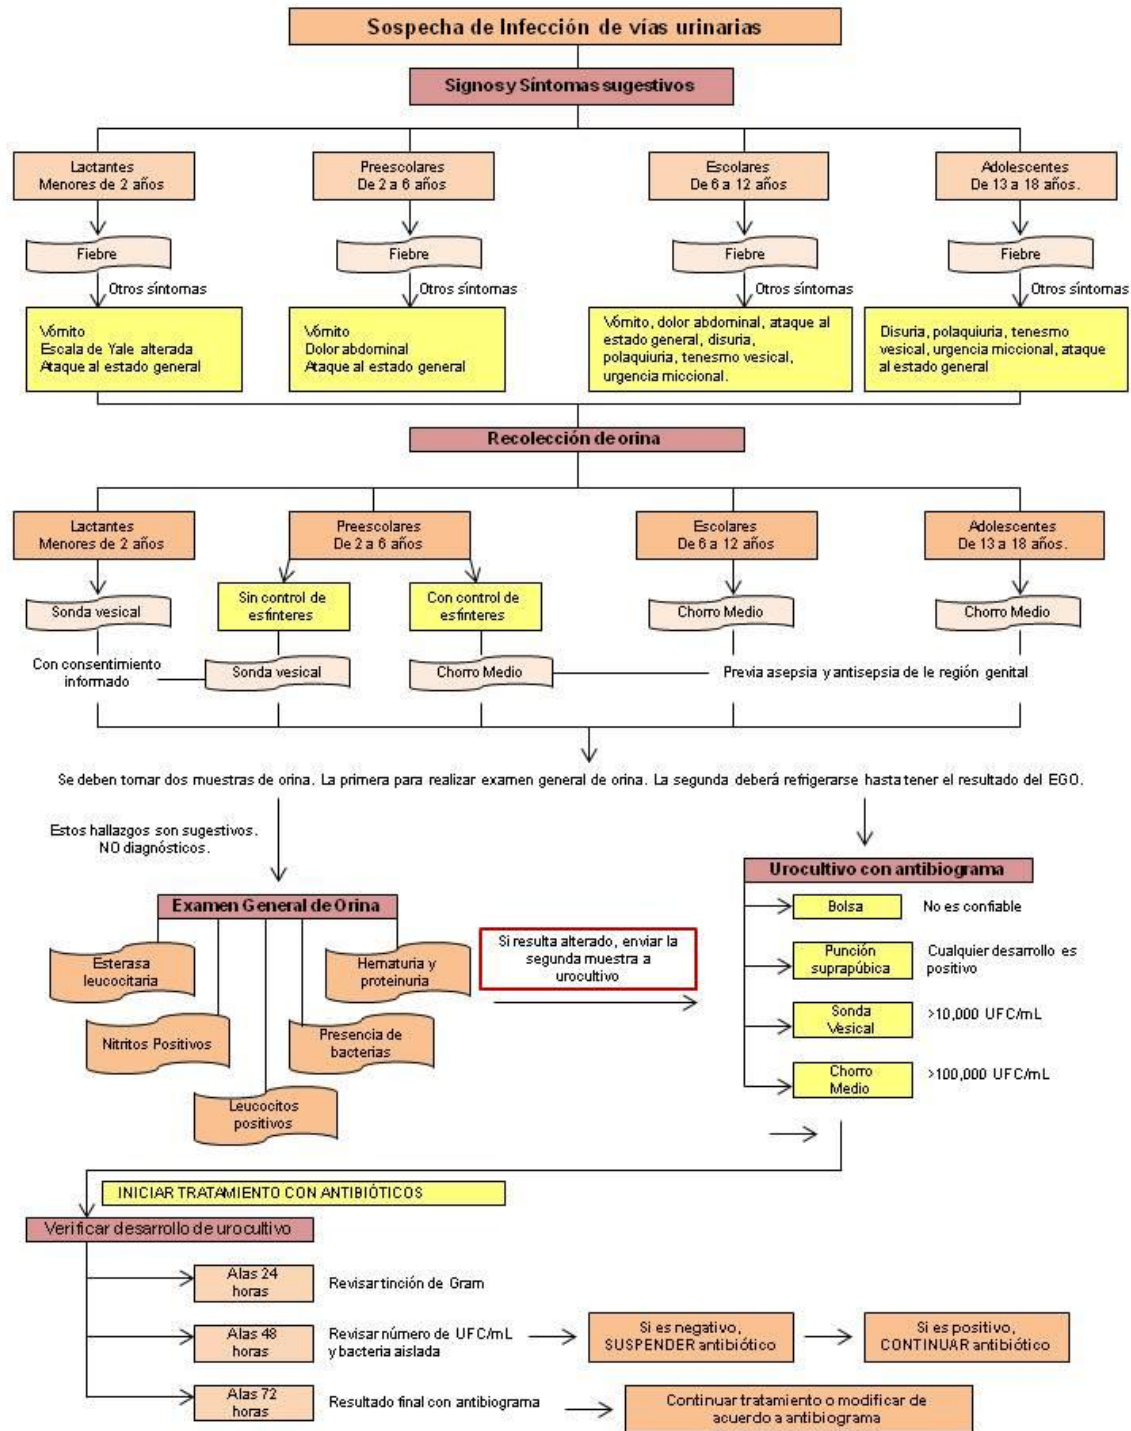 Sospecha de Infección de vías urinarias
Signos y Síntomas sugestivos
Lactantes
Menores de 2 años
Preescolares
De 2 a 6 años
Escolares
De 6 a 12 años
Adolescentes
De 13 a 18 años.
Fiebre
Fiebre
Fiebre
Fiebre
Otros síntomas
Otros síntomas
Otros síntomas
Otros síntomas
Vómito
Escala de Yale alterada
Ataque al estado general
Vómito
Dolor abdominal
Ataque al estado general
Vómito, dolor abdominal, ataque al
estado general, disuria,
polaquiuria, tenesmo vesical,
urgencia miccional.
Disuria, polaquiuria, tenesmo
vesical, urgencia miccional, ataque
al estado general
Recolección de orina
Lactantes
Menores de 2 años
Preescolares
De 2 a 6 años
Escolares
De 6 a 12 años
Adolescentes
De 13 a 18 años.
Sonda vesical
Sin control de
esfínteres
Con control de
esfínteres
Chorro Medio
Chorro Medio
Con consentimiento
informado
Sonda vesical
Chorro Medio
Previa asepsia y antisepsia de le región genital
Se deben tomar dos muestras de orina. La primera para realizar examen general de orina. La segunda deberá refrigerarse hasta tener el resultado del EGO.
Estos hallazgos son sugestivos.
NO diagnósticos.
Examen General de Orina
Esterasa
leucocitaria
Hematuria y
proteinuria
Nitritos Positivos
Presencia de
bacterias
Leucocitos
positivos
Si resulta alterado, enviar la
segunda muestra a
urocultivo
Urocultivo con antibiograma
Bolsa
No es confiable
Punción
suprapúbica
Cualquier desarrollo es
positivo
Sonda
Vesical
>10,000 UFC/mL
Chorro
Medio
>100,000 UFC/mL
INICIAR TRATAMIENTO CON ANTIBIÓTICOS
Verificar desarrollo de urocultivo
A las 24
horas
Revisar tinción de Gram
A las 48
horas
Revisar número de UFC/mL
y bacteria aislada
Si es negativo,
SUSPENDER antibiótico
Si es positivo,
CONTINUAR antibiótico
A las 72
horas
Resultado final con antibiograma
Continuar tratamiento o modificar de
acuerdo a antibiograma